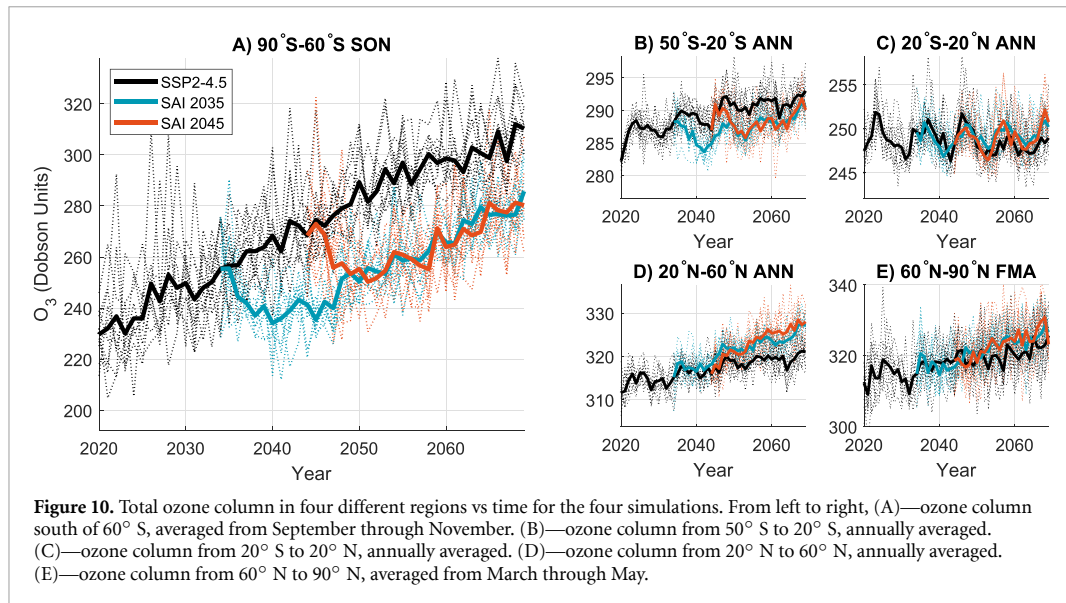 A) 90°S-60°S SON
O3 (Dobson Units)
320
300
280
260
240
220
200
SSP2-4.5
SAI 2035
SAI 2045
2020 2030 2040 2050 2060
Year
B) 50°S-20°S ANN
295
290
285
280
2020 2040 2060
Year
C) 20°S-20°N ANN
255
250
245
2020 2040 2060
Year
D) 20°N-60°N ANN
330
320
310
2020 2040 2060
Year
E) 60°N-90°N FMA
340
320
300
2020 2040 2060
Year
Figure 10. Total ozone column in four different regions vs time for the four simulations. From left to right, (A)—ozone column
south of 60° S, averaged from September through November. (B)—ozone column from 50° S to 20° S, annually averaged.
(C)—ozone column from 20° S to 20° N, annually averaged. (D)—ozone column from 20° N to 60° N, annually averaged.
(E)—ozone column from 60° N to 90° N, averaged from March through May.